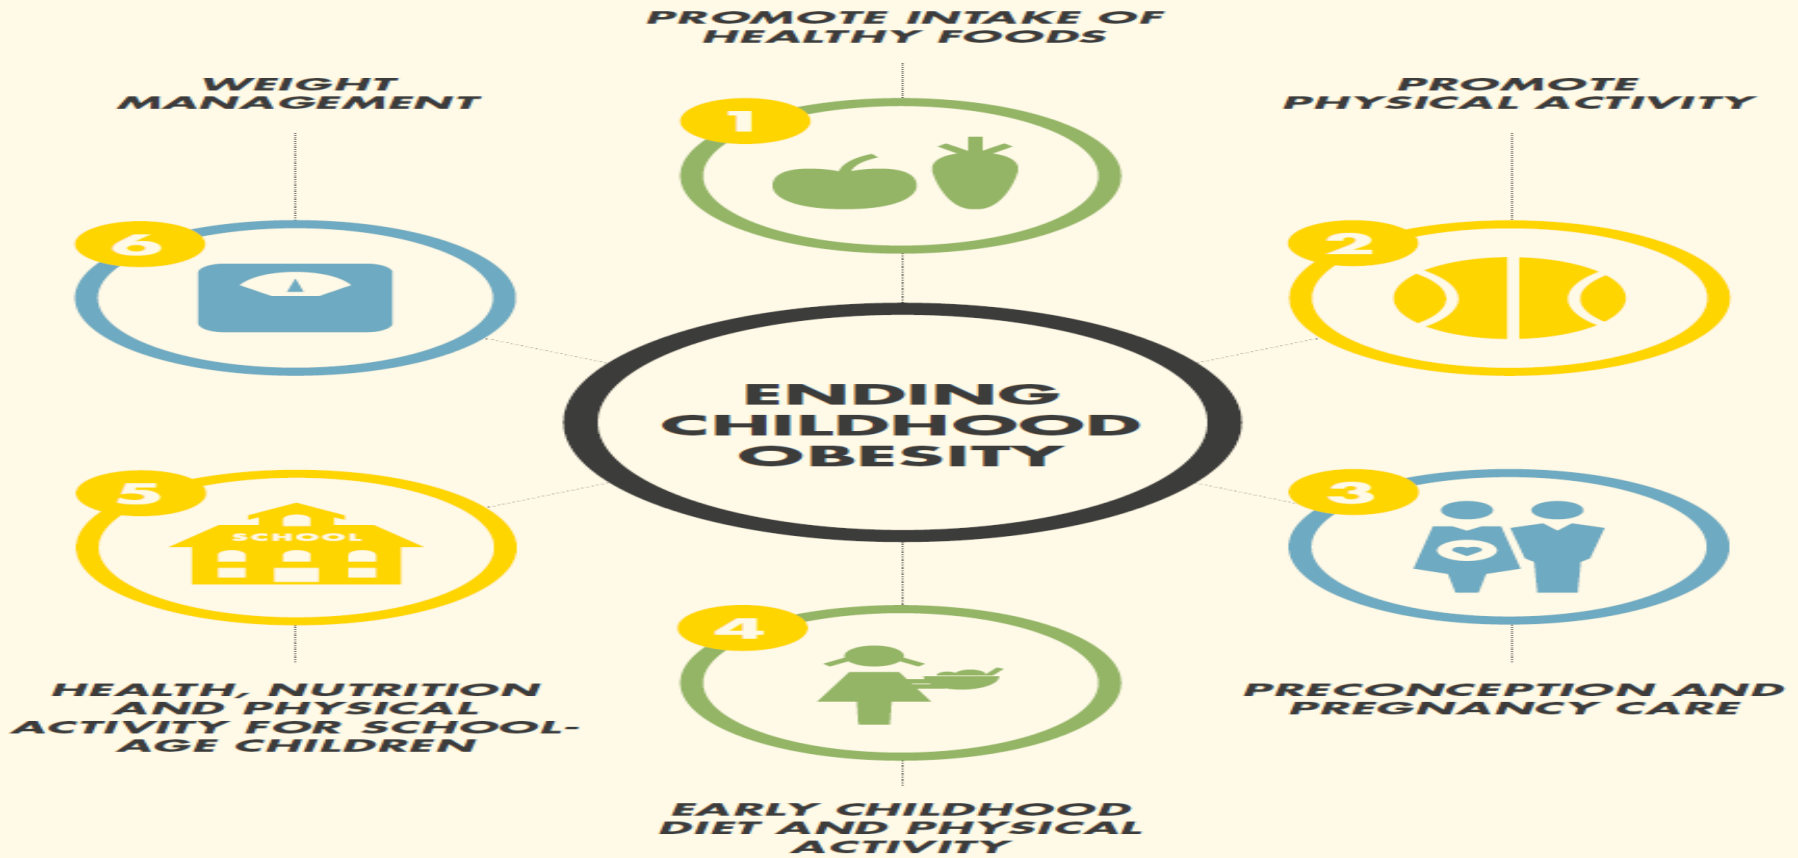 PROMOTE INTAKE OF
HEALTHY FOODS
1
PROMOTE
PHYSICAL ACTIVITY
2
3
PRECONCEPTION AND
PREGNANCY CARE
4
EARLY CHILDHOOD
DIET AND PHYSICAL
ACTIVITY
5
SCHOOL
HEALTH, NUTRITION
AND PHYSICAL
ACTIVITY FOR SCHOOL-
AGE CHILDREN
WEIGHT
MANAGEMENT
6
ENDING
CHILDHOOD
OBESITY